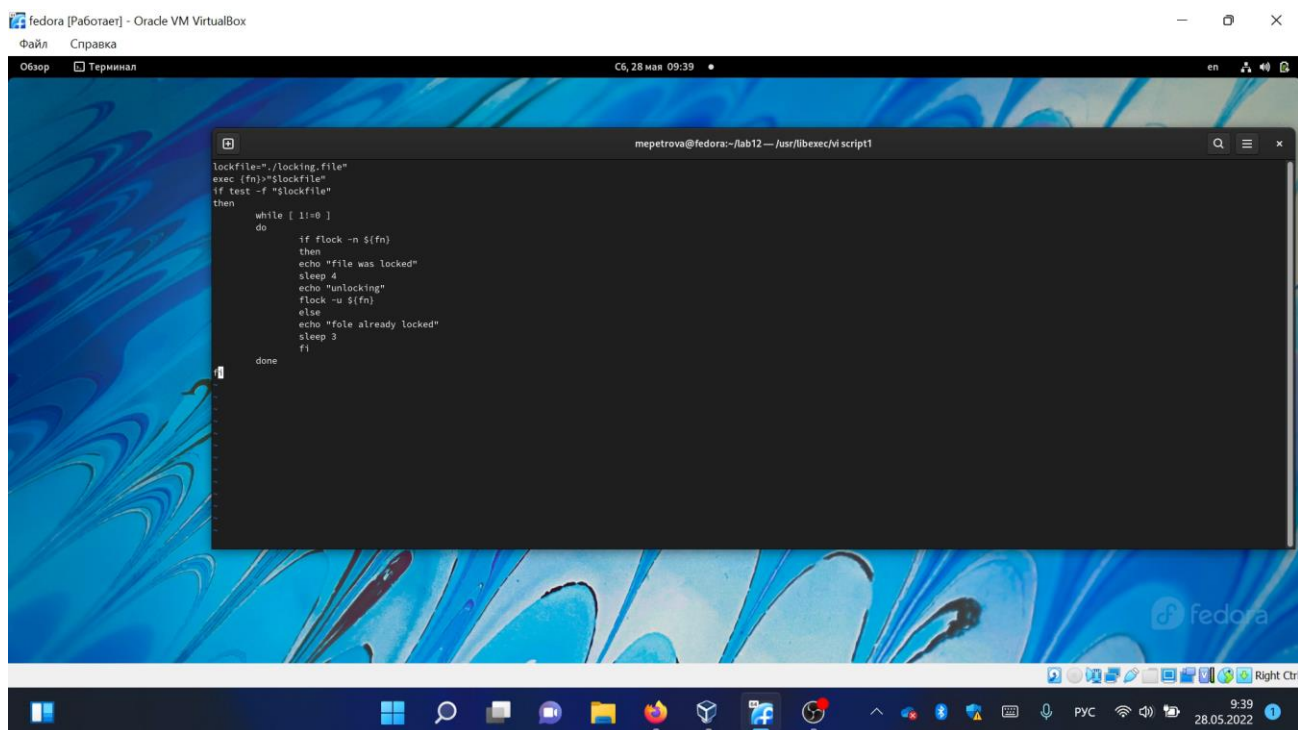 fedora [Работает] - Oracle VM VirtualBox
Файл Справка
Обзор Терминал Сб, 28 мая 09:39 en
mepetrova@fedora:~/lab12 — /usr/libexec/vi script1
lockfile="./locking.file"
exec {fn}>"$lockfile"
if test -f "$lockfile"
then
while [ 1!=0 ]
do
if flock -n ${fn}
then
echo "file was locked"
sleep 4
echo "unlocking"
flock -u ${fn}
else
echo "fole already locked"
sleep 3
fi
done
fi
~
~
~
~
~
~
~
~
~
~
~
~
~
fedora
Right Ctrl
РУС 9:39
28.05.2022 1